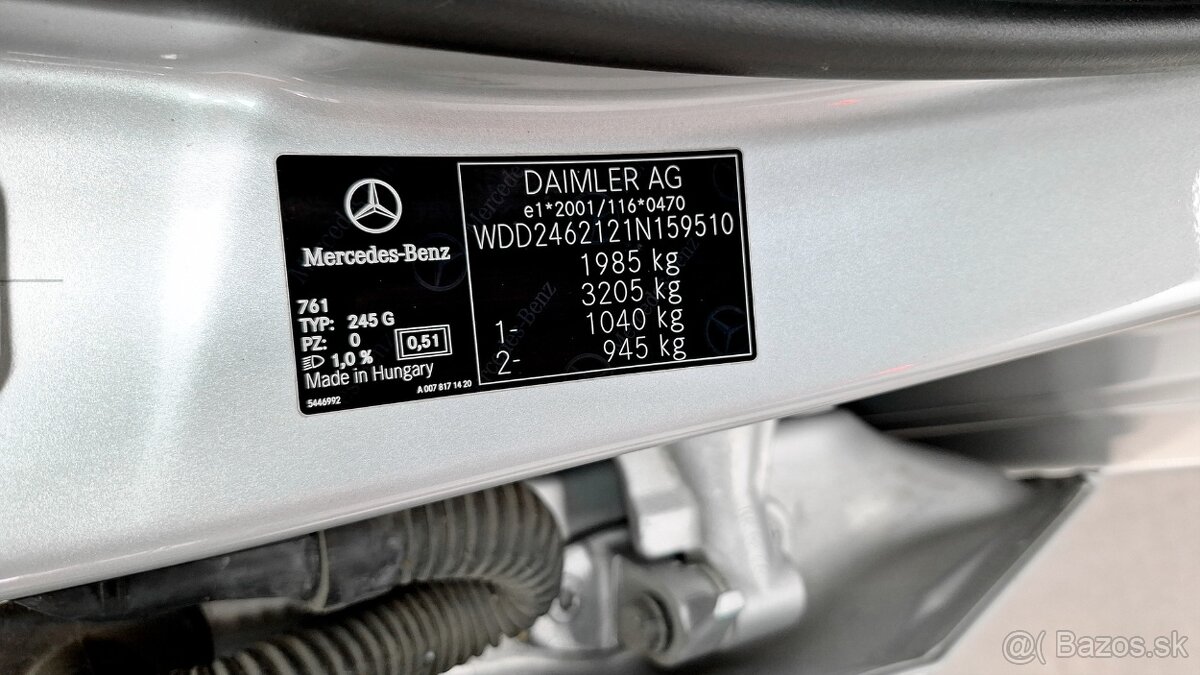 Mercedes-Benz
761
TYP: 245 G
PZ: 0
1,0 %
0,51
Made in Hungary
5446992
A 007 817 14 20
DAIMLER AG
e1*2001/116*0470
WDD2462121N159510
1985 kg
3205 kg
1- 1040 kg
2- 945 kg
@( Bazos.sk